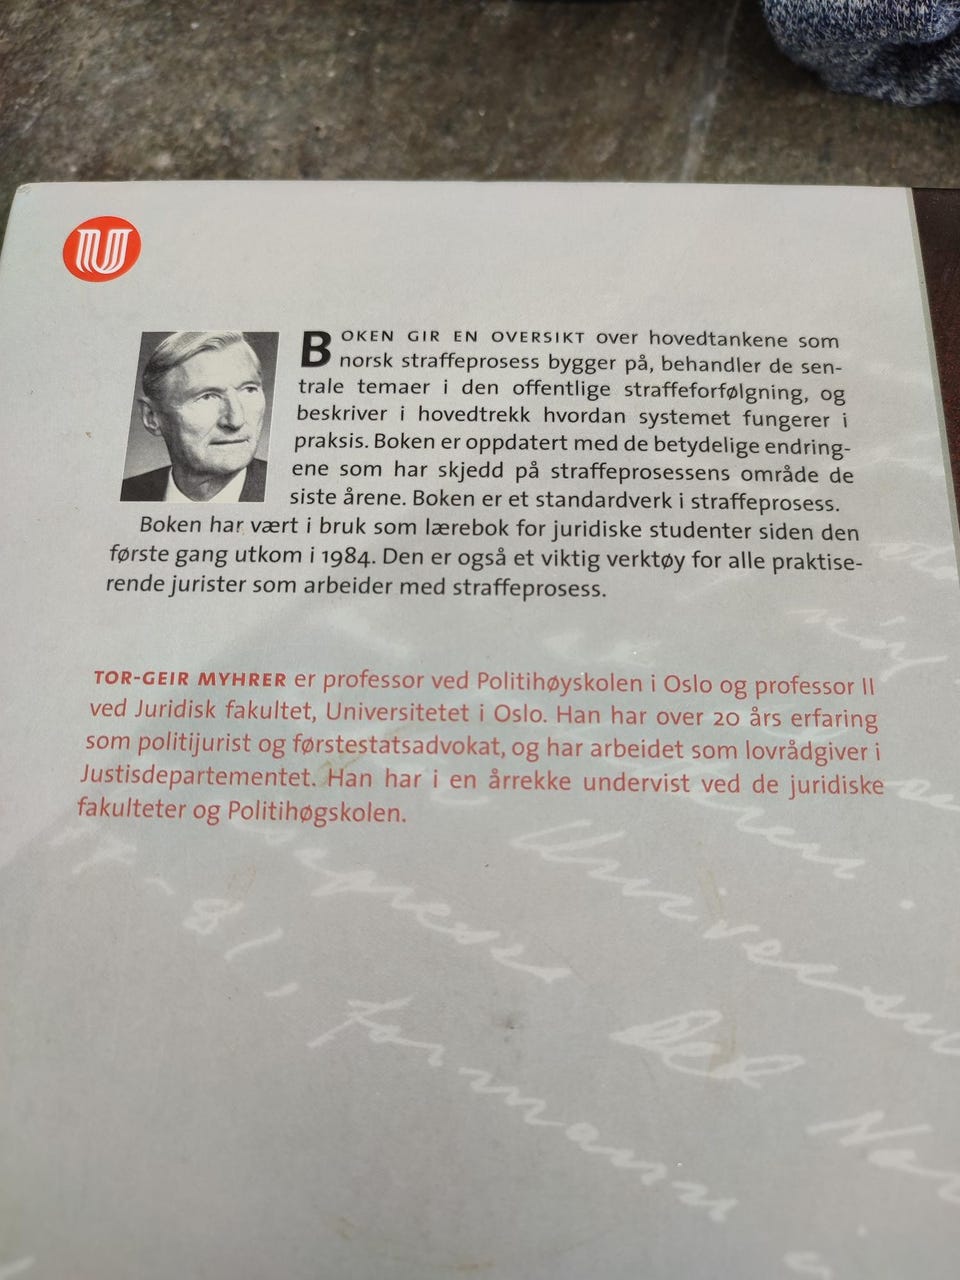 BOKEN GIR EN OVERSIKT over hovedtankene som
norsk straffeprosess bygger på, behandler de sen-
trale temaer i den offentlige straffeforfølgning, og
beskriver i hovedtrekk hvordan systemet fungerer i
praksis. Boken er oppdatert med de betydelige endring-
ene som har skjedd på straffeprosessens område de
siste årene. Boken er et standardverk i straffeprosess.
Boken har vært i bruk som lærebok for juridiske studenter siden den
første gang utkom i 1984. Den er også et viktig verktøy for alle praktise-
rende jurister som arbeider med straffeprosess.
TOR-GEIR MYHRER er professor ved Politihøyskolen i Oslo og professor II
ved Juridisk fakultet, Universitetet i Oslo. Han har over 20 års erfaring
som politijurist og førstestatsadvokat, og har arbeidet som lovrådgiver i
Justisdepartementet. Han har i en årrekke undervist ved de juridiske
fakulteter og Politihøgskolen.
formann